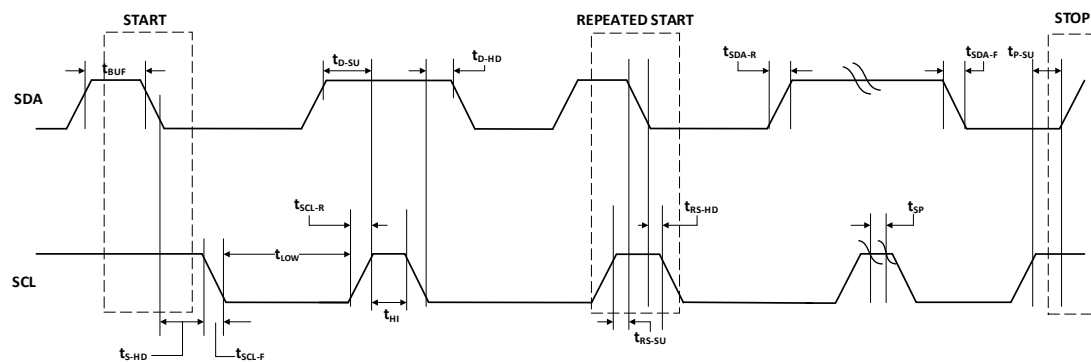 START REPEATED START STOP
tBUF tD-SU tD-HD tSDA-R tSDA-F tP-SU
SDA
tSCL-R tRS-HD tSP
tLOW
SCL
tHI
tS-HD tSCL-F tRS-SU